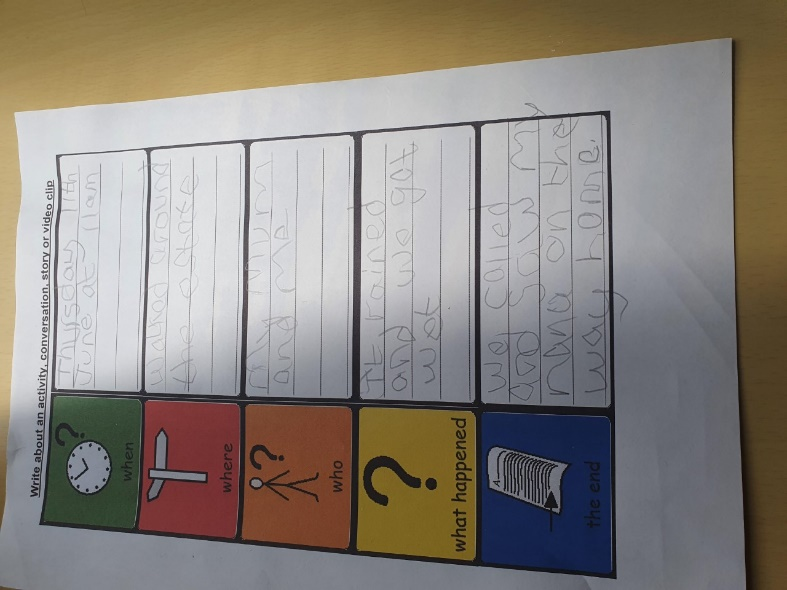 Write about an activity, conversation, story or video clip
when
Thursday 11th
June at 11am
where
walked around
the estate
who
My Mum
and me
what happened
It rained
and we got
wet.
the end
we called
and saw my
nana on the
way home.